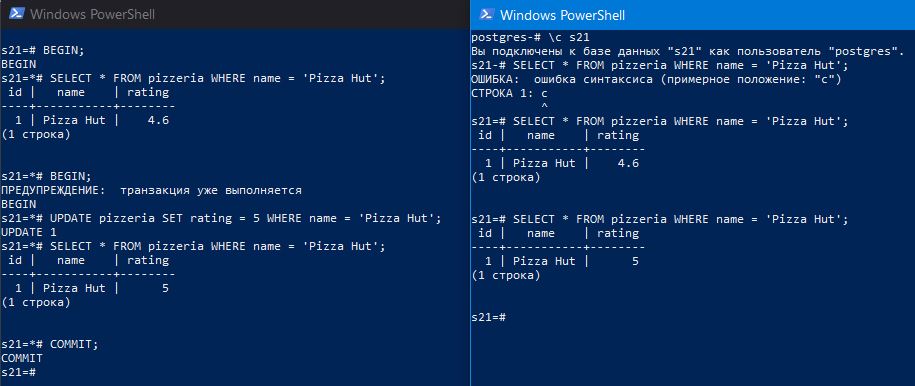 Windows PowerShell
s21=# BEGIN;
BEGIN
s21=*# SELECT * FROM pizzeria WHERE name = 'Pizza Hut';
 id |   name    | rating
----+-----------+--------
  1 | Pizza Hut |    4.6
(1 строка)
s21=*# BEGIN;
ПРЕДУПРЕЖДЕНИЕ:  транзакция уже выполняется
BEGIN
s21=*# UPDATE pizzeria SET rating = 5 WHERE name = 'Pizza Hut';
UPDATE 1
s21=*# SELECT * FROM pizzeria WHERE name = 'Pizza Hut';
 id |   name    | rating
----+-----------+--------
  1 | Pizza Hut |      5
(1 строка)
s21=*# COMMIT;
COMMIT
s21=#
Windows PowerShell
postgres-# \c s21
Вы подключены к базе данных "s21" как пользователь "postgres".
s21-# SELECT * FROM pizzeria WHERE name = 'Pizza Hut';
ОШИБКА:  ошибка синтаксиса (примерное положение: "c")
СТРОКА 1: c
          ^
s21=# SELECT * FROM pizzeria WHERE name = 'Pizza Hut';
 id |   name    | rating
----+-----------+--------
  1 | Pizza Hut |    4.6
(1 строка)
s21=# SELECT * FROM pizzeria WHERE name = 'Pizza Hut';
 id |   name    | rating
----+-----------+--------
  1 | Pizza Hut |      5
(1 строка)
s21=#